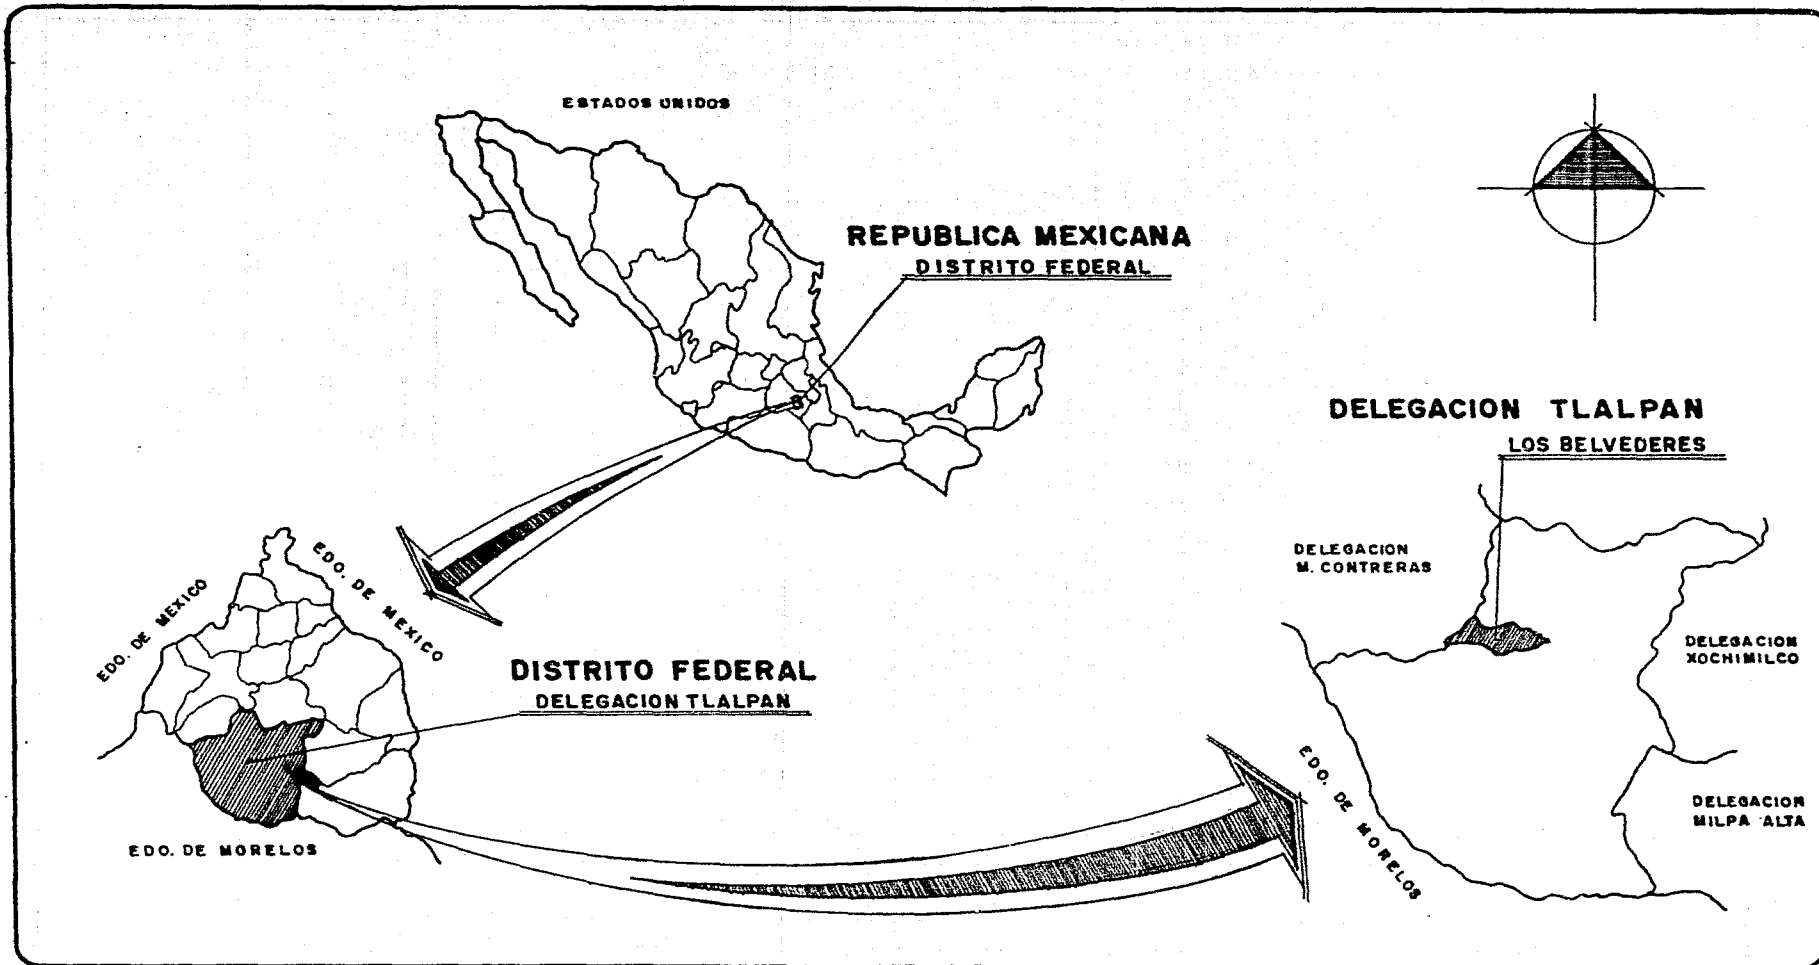 ESTADOS UNIDOS
REPUBLICA MEXICANA
DISTRITO FEDERAL
DELEGACION TLALPAN
LOS BELVEDERES
DELEGACION
M. CONTRERAS
EDO. DE MEXICO
EDO. DE MEXICO
DELEGACION
XOCHIMILCO
DISTRITO FEDERAL
DELEGACION TLALPAN
EDO. DE MORELOS
DELEGACION
MILPA ALTA
EDO. DE MORELOS